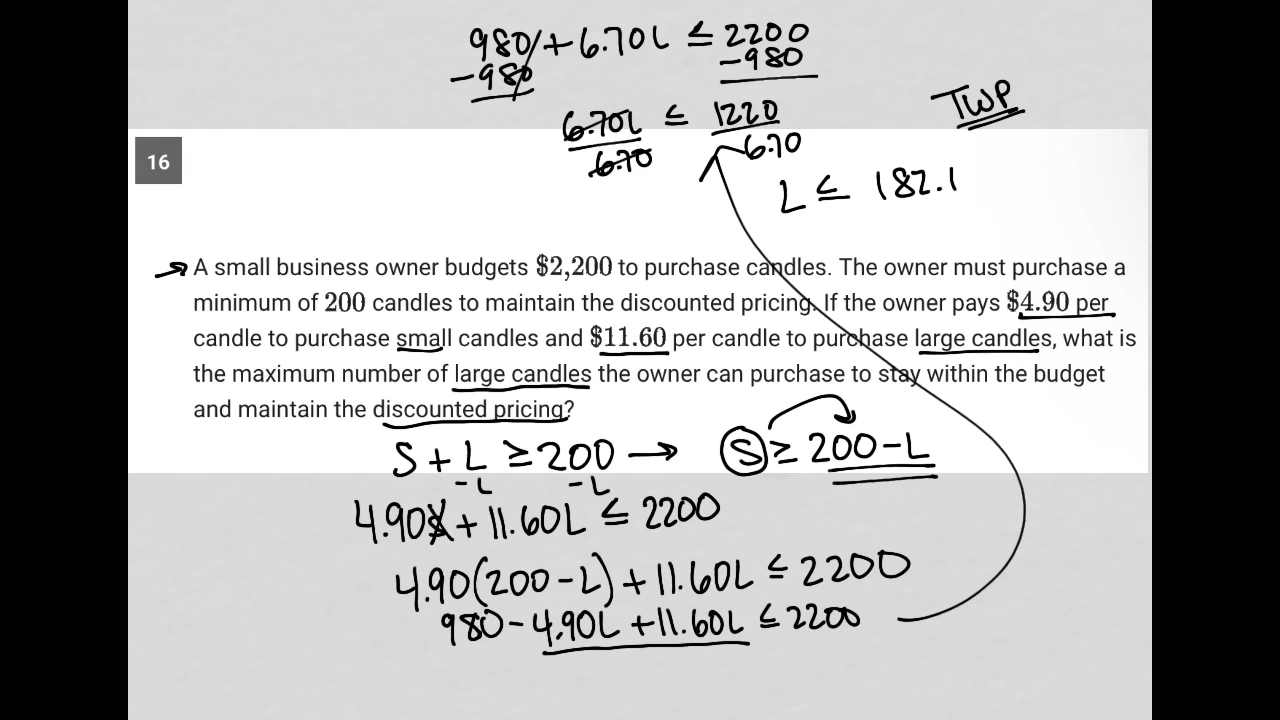 980 + 6.70L ≤ 2200
-980 -980
6.70L ≤ 1220
6.70 6.70
TWP
L ≤ 182.1
16
A small business owner budgets $2,200 to purchase candles. The owner must purchase a
minimum of 200 candles to maintain the discounted pricing. If the owner pays $4.90 per
candle to purchase small candles and $11.60 per candle to purchase large candles, what is
the maximum number of large candles the owner can purchase to stay within the budget
and maintain the discounted pricing?
S + L ≥ 200 → S ≥ 200 - L
-L -L
4.90s + 11.60L ≤ 2200
4.90(200 - L) + 11.60L ≤ 2200
980 - 4.90L + 11.60L ≤ 2200